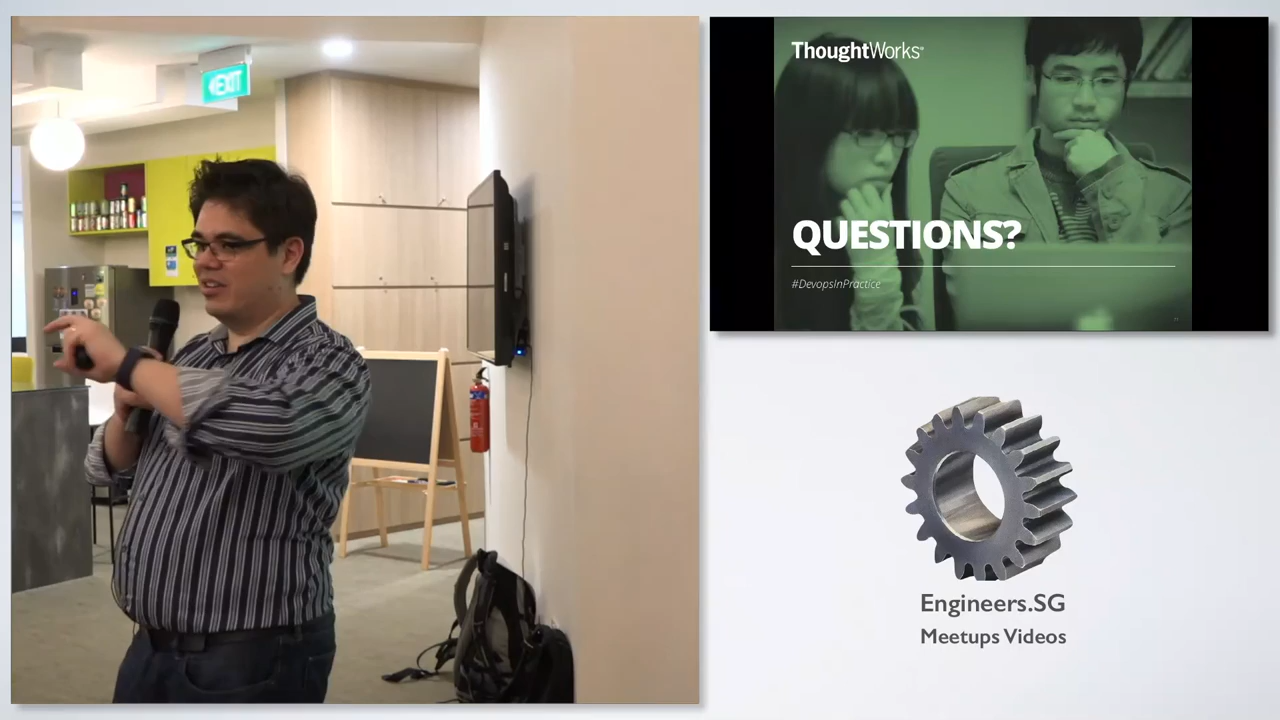 EXIT
ThoughtWorks®
QUESTIONS?
#DevopsInPractice
Engineers.SG
Meetups Videos